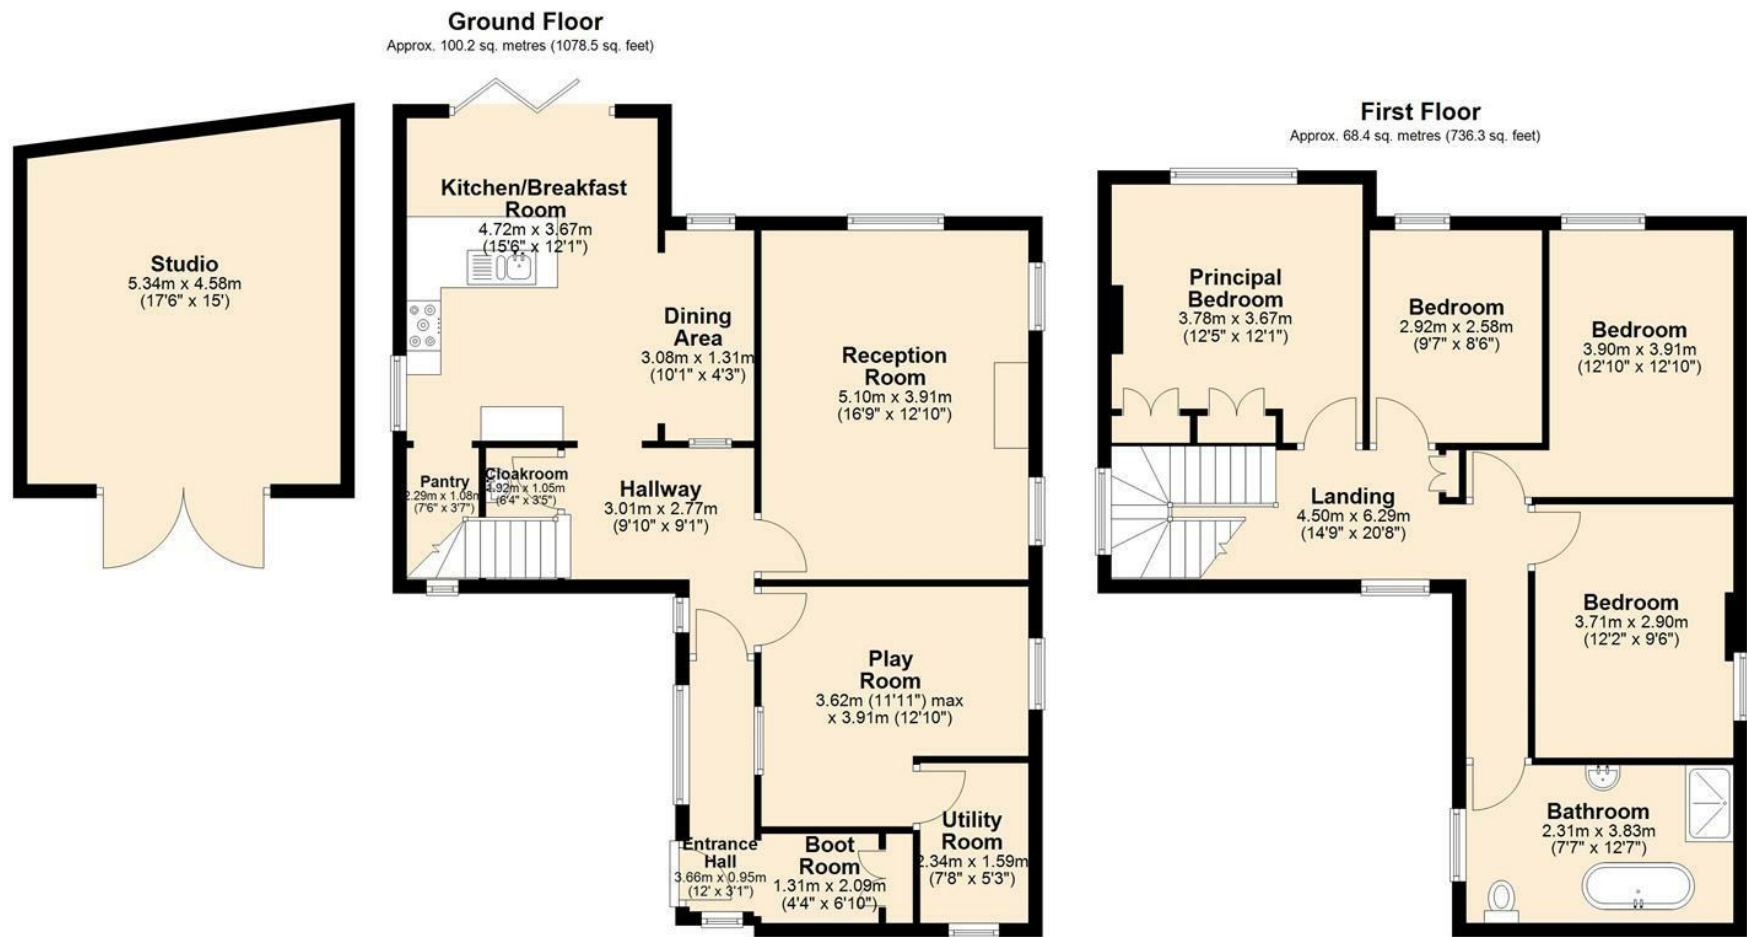 Ground Floor
Approx. 100.2 sq. metres (1078.5 sq. feet)
Studio
5.34m x 4.58m
(17'6" x 15')
Kitchen/Breakfast
Room
4.72m x 3.67m
(15'6" x 12'1")
Dining
Area
3.08m x 1.31m
(10'1" x 4'3")
Reception
Room
5.10m x 3.91m
(16'9" x 12'10")
Pantry
2.29m x 1.08m
(7'6" x 3'7")
Cloakroom
1.92m x 1.05m
(6'4" x 3'5")
Hallway
3.01m x 2.77m
(9'10" x 9'1")
Play
Room
3.62m (11'11") max
x 3.91m (12'10")
Entrance
Hall
3.66m x 0.95m
(12' x 3'1")
Boot
Room
1.31m x 2.09m
(4'4" x 6'10")
Utility
Room
2.34m x 1.59m
(7'8" x 5'3")
First Floor
Approx. 68.4 sq. metres (736.3 sq. feet)
Principal
Bedroom
3.78m x 3.67m
(12'5" x 12'1")
Bedroom
2.92m x 2.58m
(9'7" x 8'6")
Bedroom
3.90m x 3.91m
(12'10" x 12'10")
Landing
4.50m x 6.29m
(14'9" x 20'8")
Bedroom
3.71m x 2.90m
(12'2" x 9'6")
Bathroom
2.31m x 3.83m
(7'7" x 12'7")